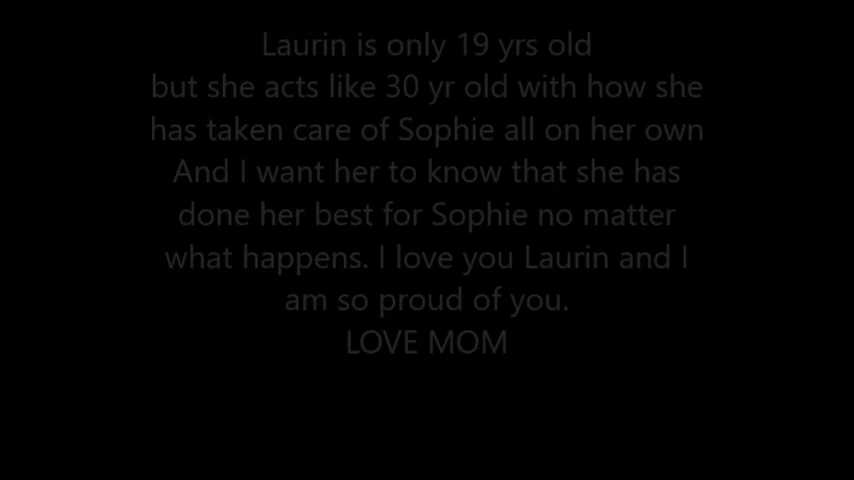 Laurin is only 19 yrs old
but she acts like 30 yr old with how she
has taken care of Sophie all on her own
And I want her to know that she has
done her best for Sophie no matter
what happens. I love you Laurin and I
am so proud of you.
LOVE MOM